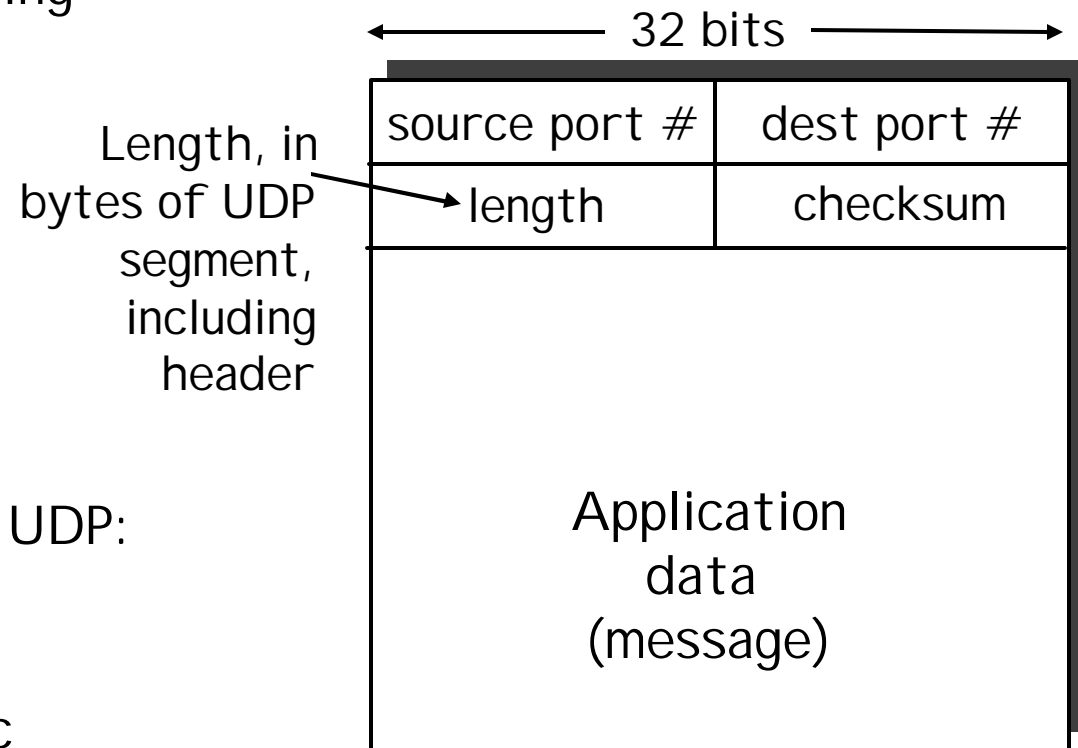 ing
32 bits
source port # dest port #
Length, in
bytes of UDP
segment,
including
header
length checksum
UDP:
Application
data
(message)
c